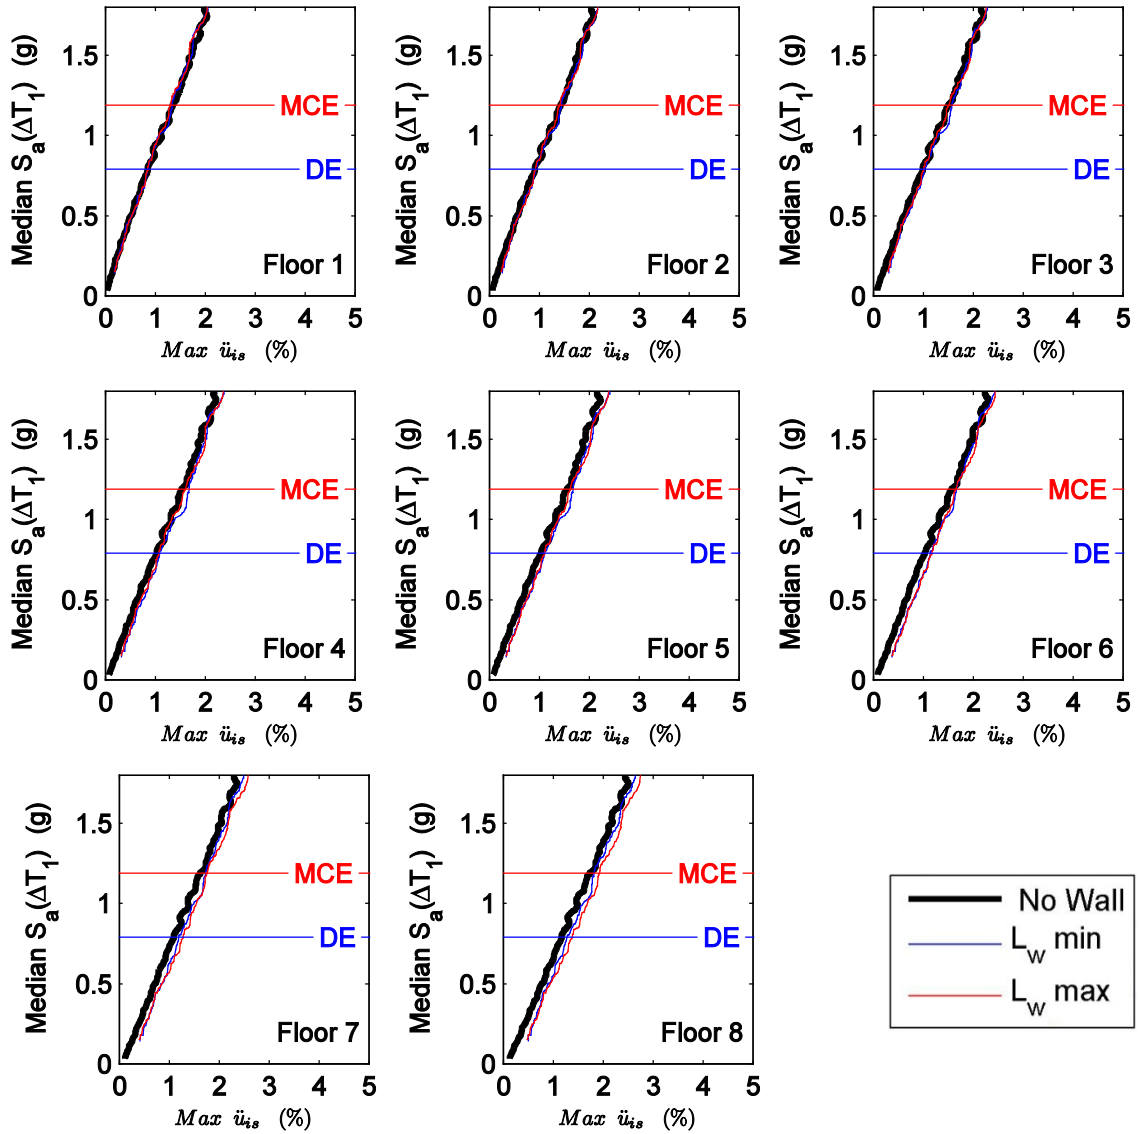 Median S_a(ΔT_1) (g)
1.5
1
0.5
0
MCE
DE
Floor 1
0 1 2 3 4 5
Max ü_is (%)
Median S_a(ΔT_1) (g)
1.5
1
0.5
0
MCE
DE
Floor 2
0 1 2 3 4 5
Max ü_is (%)
Median S_a(ΔT_1) (g)
1.5
1
0.5
0
MCE
DE
Floor 3
0 1 2 3 4 5
Max ü_is (%)
Median S_a(ΔT_1) (g)
1.5
1
0.5
0
MCE
DE
Floor 4
0 1 2 3 4 5
Max ü_is (%)
Median S_a(ΔT_1) (g)
1.5
1
0.5
0
MCE
DE
Floor 5
0 1 2 3 4 5
Max ü_is (%)
Median S_a(ΔT_1) (g)
1.5
1
0.5
0
MCE
DE
Floor 6
0 1 2 3 4 5
Max ü_is (%)
Median S_a(ΔT_1) (g)
1.5
1
0.5
0
MCE
DE
Floor 7
0 1 2 3 4 5
Max ü_is (%)
Median S_a(ΔT_1) (g)
1.5
1
0.5
0
MCE
DE
Floor 8
0 1 2 3 4 5
Max ü_is (%)
No Wall
L_w min
L_w max